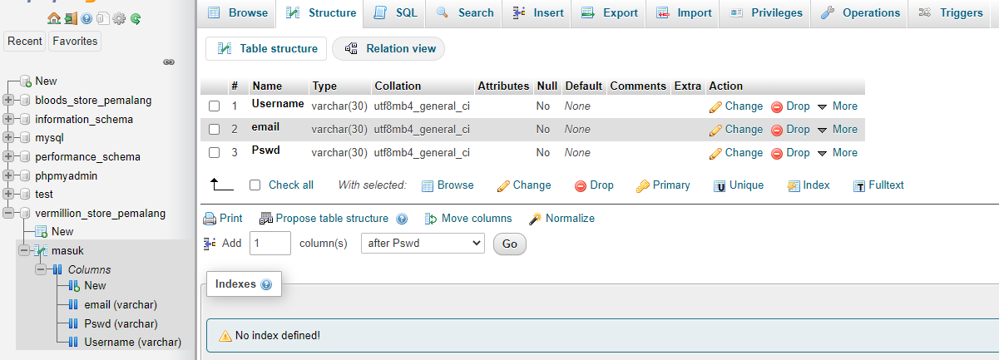 Browse Structure SQL Search Insert Export Import Privileges Operations Triggers
Recent Favorites
Table structure Relation view
New
bloods_store_pemalang
information_schema
mysql
performance_schema
phpmyadmin
test
vermillion_store_pemalang
New
masuk
Columns
New
email (varchar)
Pswd (varchar)
Username (varchar)
# Name Type Collation Attributes Null Default Comments Extra Action
1 Username varchar(30) utf8mb4_general_ci No None Change Drop More
2 email varchar(30) utf8mb4_general_ci No None Change Drop More
3 Pswd varchar(30) utf8mb4_general_ci No None Change Drop More
Check all With selected: Browse Change Drop Primary Unique Index Fulltext
Print Propose table structure Move columns Normalize
Add 1 column(s) after Pswd Go
Indexes
No index defined!